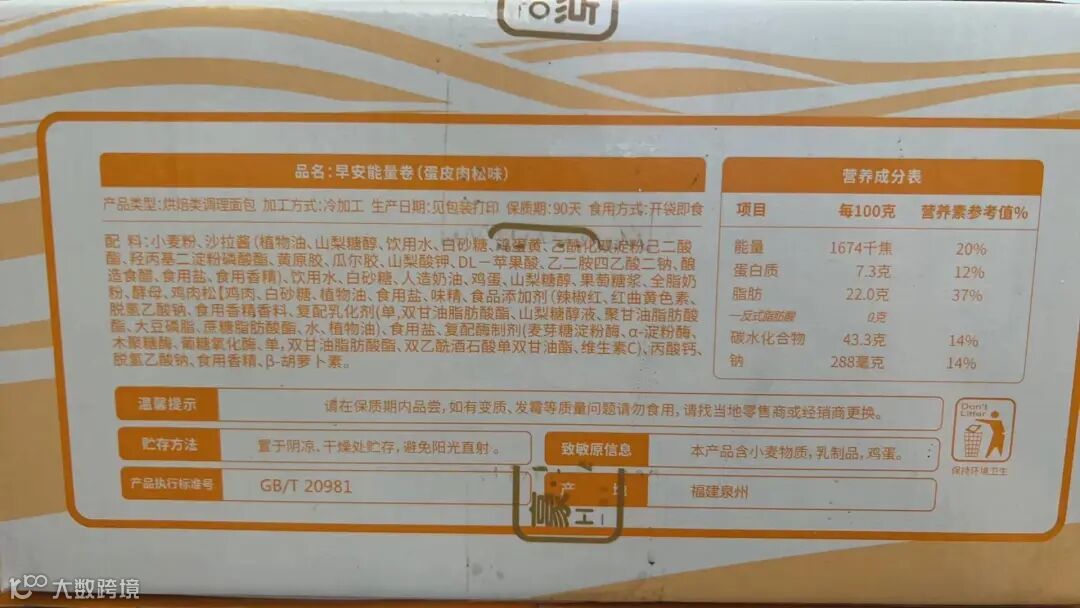 品名:早安能量卷(蛋皮肉松味)
产品类型:烘焙类调理面包 加工方式:冷加工 生产日期:见包装打印 保质期:90天 食用方式:开袋即食
配 料:小麦粉、沙拉酱(植物油、山梨糖醇、饮用水、白砂糖、鸡蛋黄、乙酰化双淀粉己二酸
酯、羟丙基二淀粉磷酸酯、黄原胶、瓜尔胶、山梨酸钾、DL一苹果酸、乙二胺四乙酸二钠、酿
造食醋、食用盐、食用香精)、饮用水、白砂糖、人造奶油、鸡蛋、山梨糖醇、果葡糖浆、全脂奶
粉、酵母、鸡肉松【鸡肉、白砂糖、植物油、食用盐、味精、食品添加剂(辣椒红、红曲黄色素、
脱氢乙酸钠、食用香精香料、复配乳化剂(单,双甘油脂肪酸酯、山梨糖醇液、聚甘油脂肪酸
酯、大豆磷脂、蔗糖脂肪酸酯、水、植物油)、食用盐、复配酶制剂(麦芽糖淀粉酶、α-淀粉酶、
木聚糖酶、葡糖氧化酶、单,双甘油脂肪酸酯、双乙酰酒石酸单双甘油酯、维生素C)、丙酸钙、
脱氢乙酸钠、食用香精、β-胡萝卜素。
营养成分表
项目 每100克 营养素参考值%
能量 1674千焦 20%
蛋白质 7.3克 12%
脂肪 22.0克 37%
一反式脂肪酸 0克
碳水化合物 43.3克 14%
钠 288毫克 14%
温馨提示 请在保质期内品尝,如有变质、发霉等质量问题请勿食用,请找当地零售商或经销商更换。
贮存方法 置于阴凉、干燥处贮存,避免阳光直射。
致敏原信息 本产品含小麦物质,乳制品,鸡蛋。
产品执行标准号 GB/T 20981
产 地 福建泉州
Don't
Litter
保持环境卫生
大数跨境